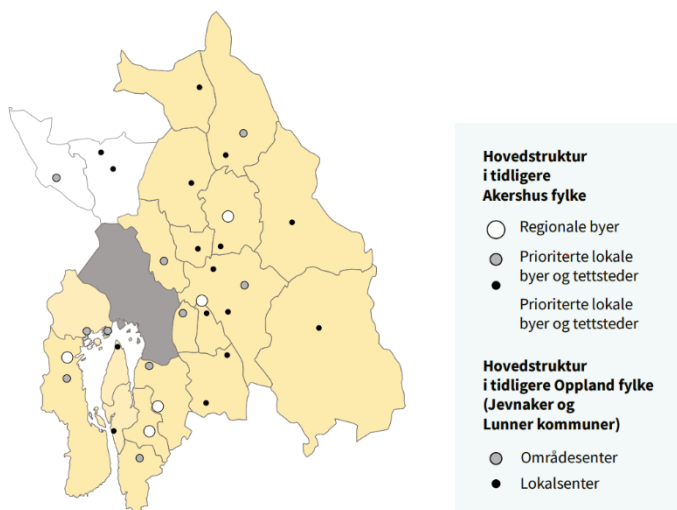 Hovedstruktur
i tidligere
Akershus fylke
Regionale byer
Prioriterte lokale
byer og tettsteder
Prioriterte lokale
byer og tettsteder
Hovedstruktur
i tidligere Oppland fylke
(Jevnaker og
Lunner kommuner)
Områdesenter
Lokalsenter